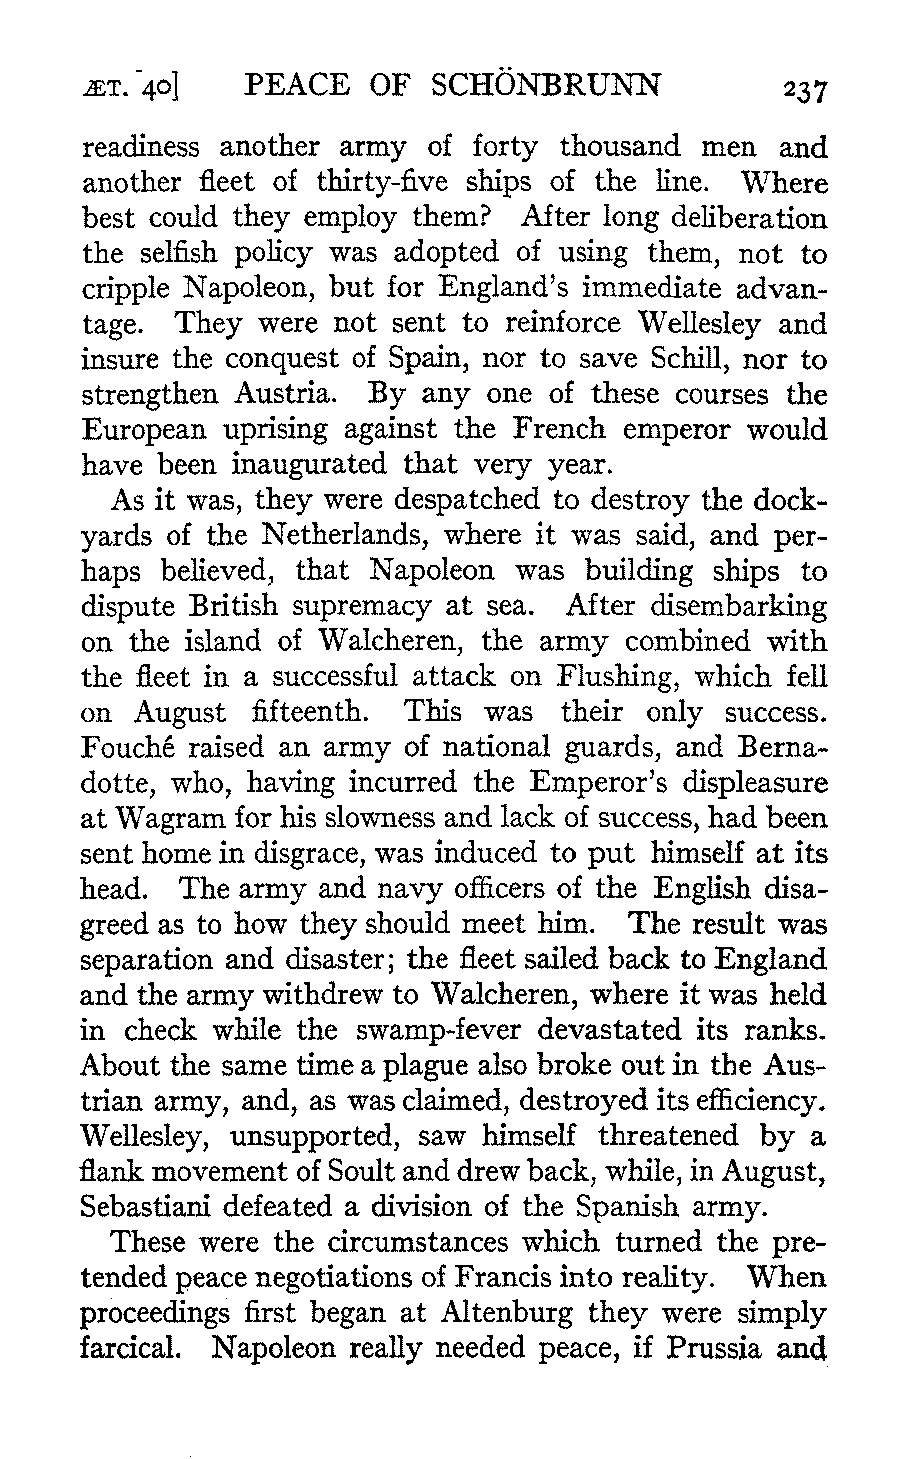 ÆT. 40] PEACE OF SCHÖNBRUNN 237
readiness another army of forty thousand men and
another fleet of thirty-five ships of the line. Where
best could they employ them? After long deliberation
the selfish policy was adopted of using them, not to
cripple Napoleon, but for England's immediate advan-
tage. They were not sent to reinforce Wellesley and
insure the conquest of Spain, nor to save Schill, nor to
strengthen Austria. By any one of these courses the
European uprising against the French emperor would
have been inaugurated that very year.
As it was, they were despatched to destroy the dock-
yards of the Netherlands, where it was said, and per-
haps believed, that Napoleon was building ships to
dispute British supremacy at sea. After disembarking
on the island of Walcheren, the army combined with
the fleet in a successful attack on Flushing, which fell
on August fifteenth. This was their only success.
Fouché raised an army of national guards, and Berna-
dotte, who, having incurred the Emperor's displeasure
at Wagram for his slowness and lack of success, had been
sent home in disgrace, was induced to put himself at its
head. The army and navy officers of the English disa-
greed as to how they should meet him. The result was
separation and disaster; the fleet sailed back to England
and the army withdrew to Walcheren, where it was held
in check while the swamp-fever devastated its ranks.
About the same time a plague also broke out in the Aus-
trian army, and, as was claimed, destroyed its efficiency.
Wellesley, unsupported, saw himself threatened by a
flank movement of Soult and drew back, while, in August,
Sebastiani defeated a division of the Spanish army.
These were the circumstances which turned the pre-
tended peace negotiations of Francis into reality. When
proceedings first began at Altenburg they were simply
farcical. Napoleon really needed peace, if Prussia and